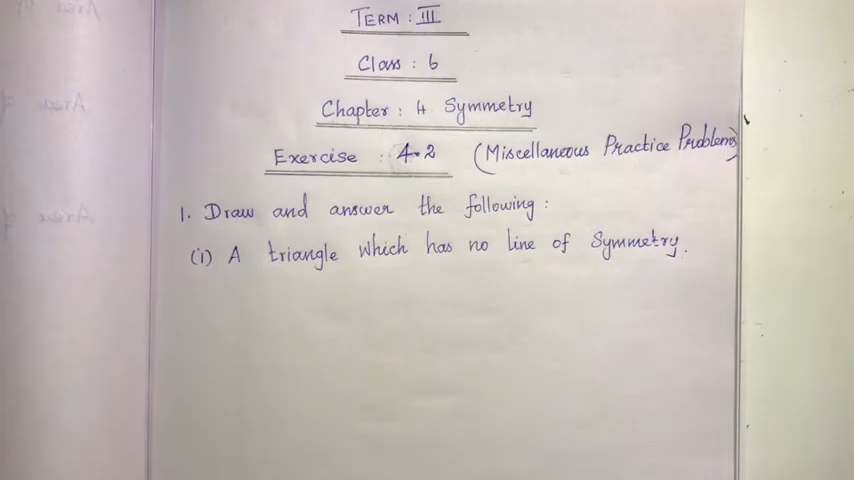 TERM : III
Class : 6
Chapter : 4 Symmetry
Exercise : 4.2 (Miscellaneous Practice Problems)
1. Draw and answer the following :
(i) A triangle which has no line of Symmetry.